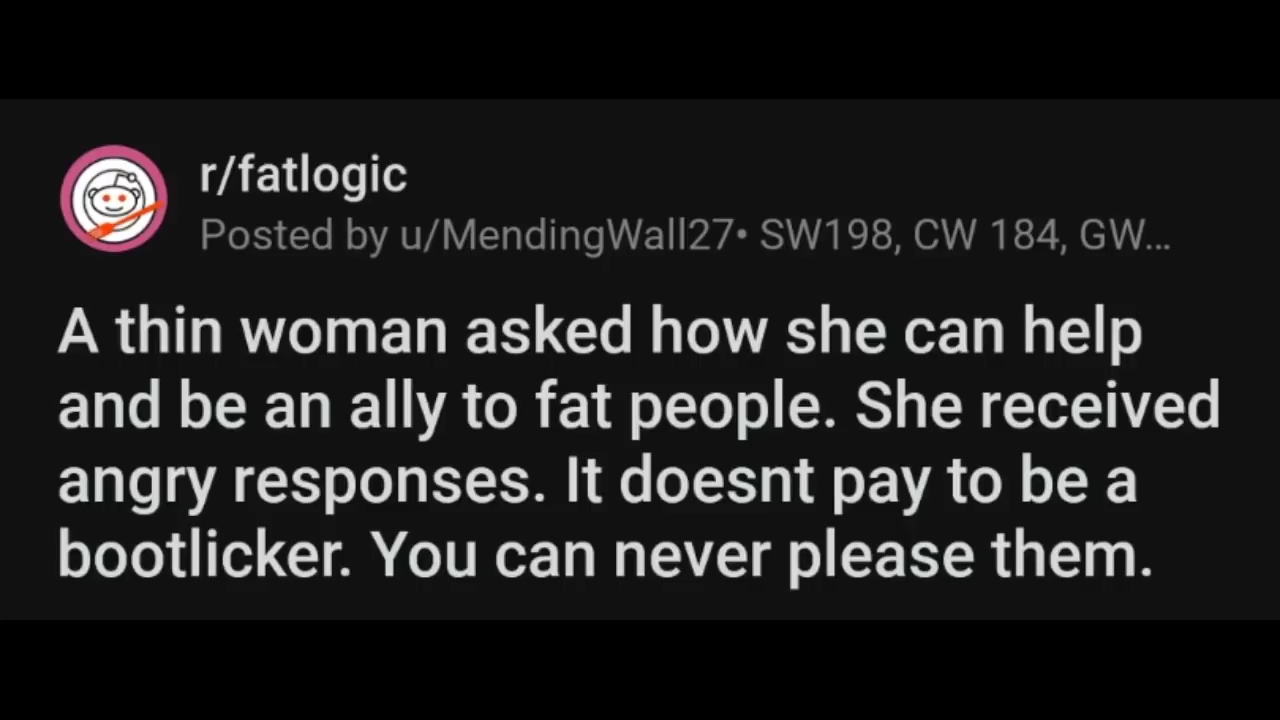 r/fatlogic
Posted by u/MendingWall27• SW198, CW 184, GW...
A thin woman asked how she can help
and be an ally to fat people. She received
angry responses. It doesnt pay to be a
bootlicker. You can never please them.